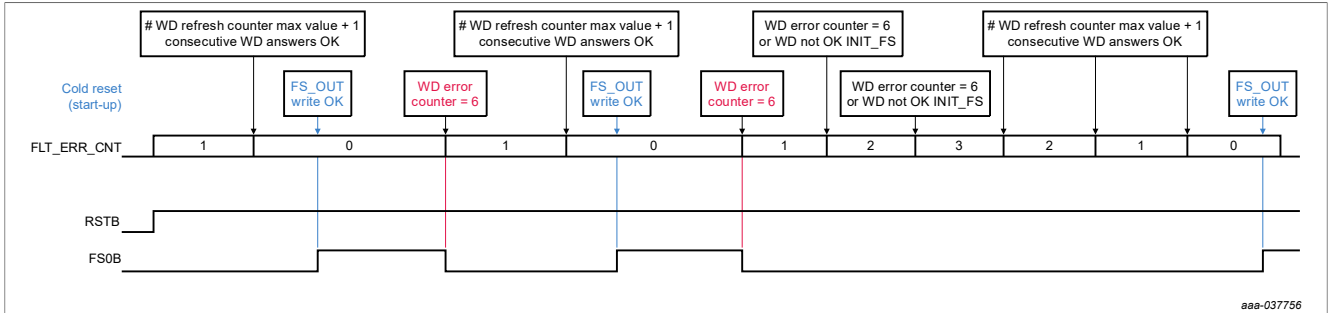 # WD refresh counter max value + 1
consecutive WD answers OK
# WD refresh counter max value + 1
consecutive WD answers OK
WD error counter = 6
or WD not OK INIT_FS
# WD refresh counter max value + 1
consecutive WD answers OK
Cold reset
(start-up)
FS_OUT
write OK
WD error
counter = 6
FS_OUT
write OK
WD error
counter = 6
WD error counter = 6
or WD not OK INIT_FS
FS_OUT
write OK
FLT_ERR_CNT 1 0 1 0 1 2 3 2 1 0
RSTB
FS0B
aaa-037756